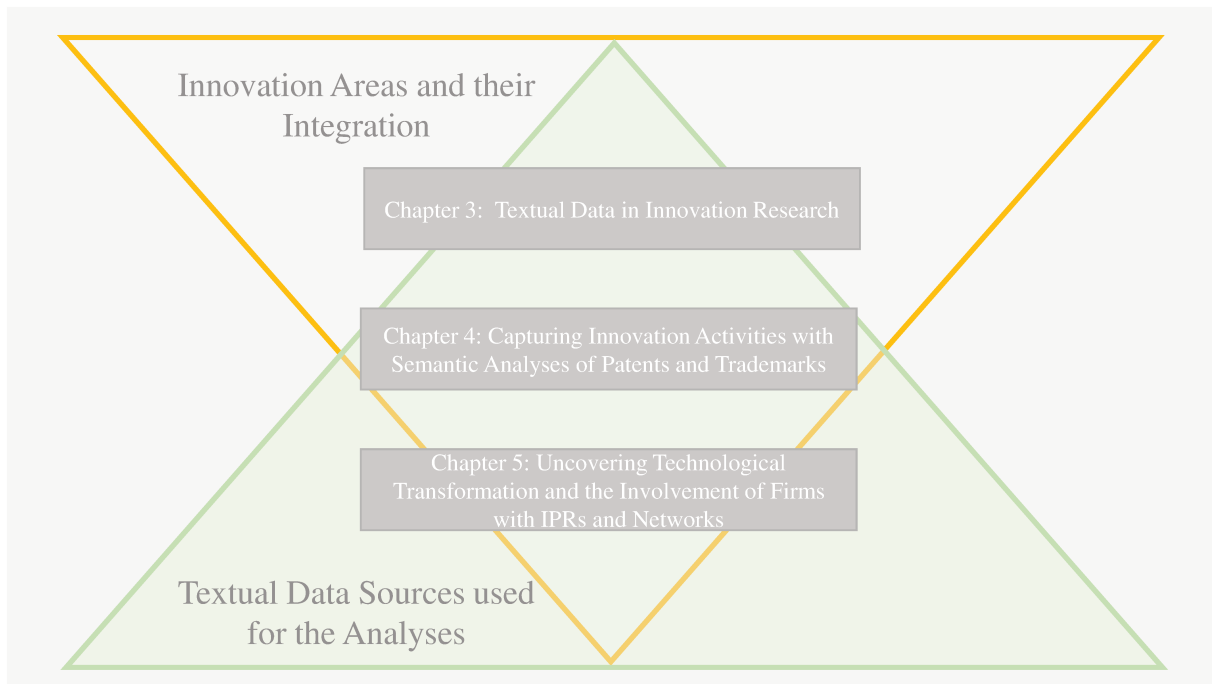 Innovation Areas and their
Integration
Chapter 3:  Textual Data in Innovation Research
Chapter 4: Capturing Innovation Activities with
Semantic Analyses of Patents and Trademarks
Chapter 5: Uncovering Technological
Transformation and the Involvement of Firms
with IPRs and Networks
Textual Data Sources used
for the Analyses